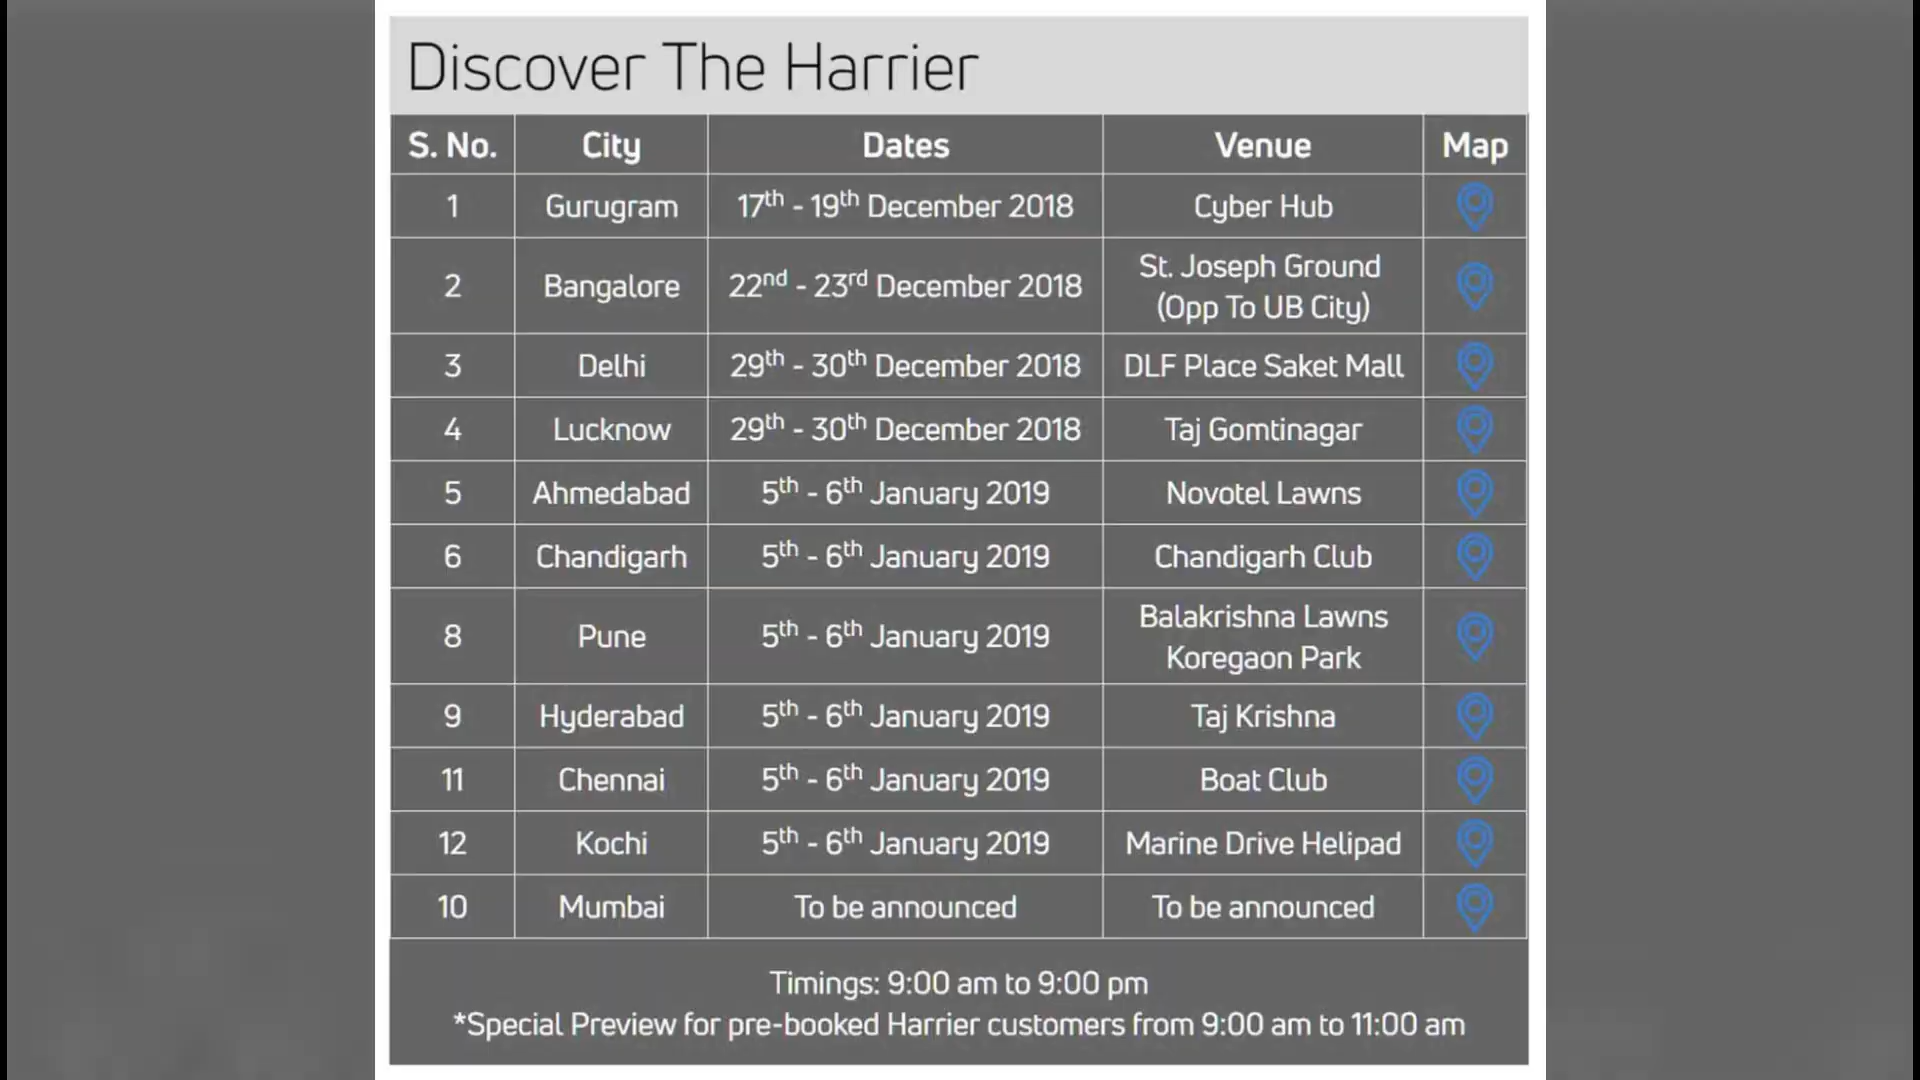 Discover The Harrier
S. No. City Dates Venue Map
1 Gurugram 17th - 19th December 2018 Cyber Hub
2 Bangalore 22nd - 23rd December 2018 St. Joseph Ground
(Opp To UB City)
3 Delhi 29th - 30th December 2018 DLF Place Saket Mall
4 Lucknow 29th - 30th December 2018 Taj Gomtinagar
5 Ahmedabad 5th - 6th January 2019 Novotel Lawns
6 Chandigarh 5th - 6th January 2019 Chandigarh Club
8 Pune 5th - 6th January 2019 Balakrishna Lawns
Koregaon Park
9 Hyderabad 5th - 6th January 2019 Taj Krishna
11 Chennai 5th - 6th January 2019 Boat Club
12 Kochi 5th - 6th January 2019 Marine Drive Helipad
10 Mumbai To be announced To be announced
Timings: 9:00 am to 9:00 pm
*Special Preview for pre-booked Harrier customers from 9:00 am to 11:00 am